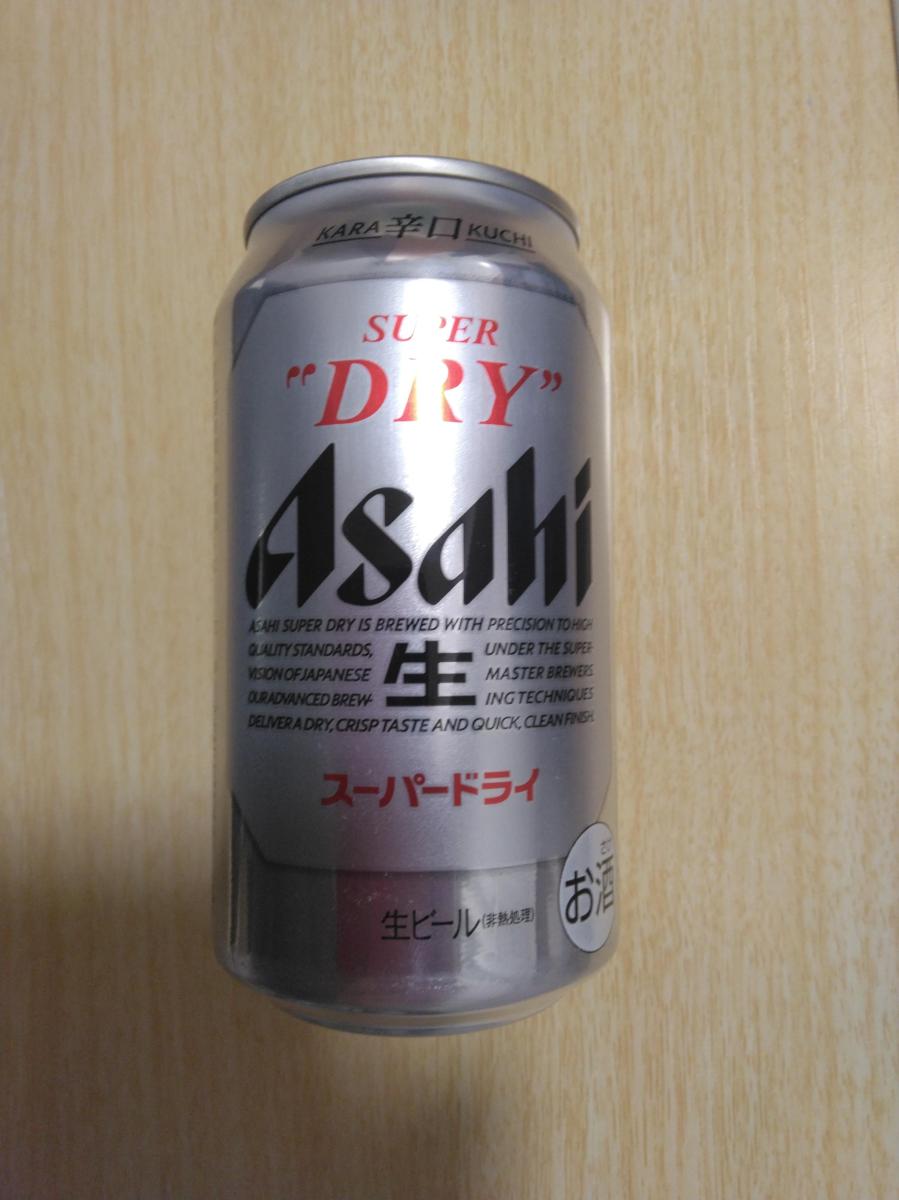 KARA 辛口 KUCHI
SUPER
"DRY"
Asahi
ASAHI SUPER DRY IS BREWED WITH PRECISION TO HIGH
QUALITY STANDARDS, UNDER THE SUPER-
VISION OF JAPANESE 生 MASTER BREWERS.
OUR ADVANCED BREW- ING TECHNIQUES
DELIVER A DRY, CRISP TASTE AND QUICK, CLEAN FINISH.
スーパードライ
お酒
生ビール(非熱処理)